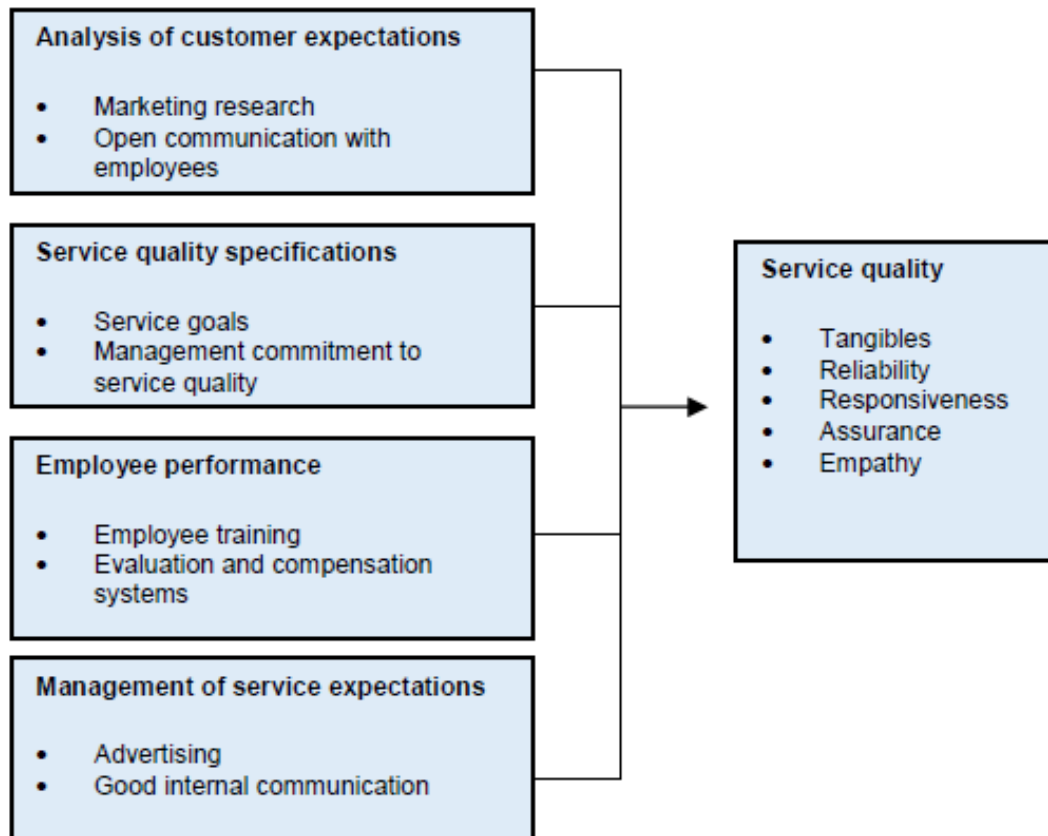 Analysis of customer expectations
• Marketing research
• Open communication with
employees
Service quality specifications
• Service goals
• Management commitment to
service quality
Employee performance
• Employee training
• Evaluation and compensation
systems
Management of service expectations
• Advertising
• Good internal communication
Service quality
• Tangibles
• Reliability
• Responsiveness
• Assurance
• Empathy